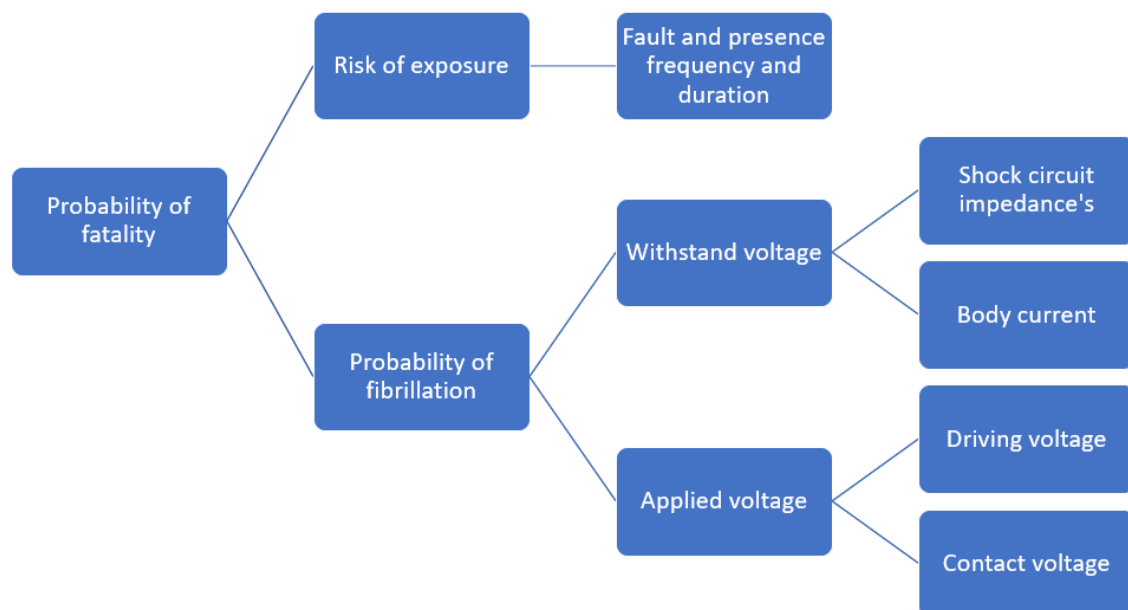 Probability of
fatality
Risk of exposure
Fault and presence
frequency and
duration
Probability of
fibrillation
Withstand voltage
Shock circuit
impedance's
Body current
Applied voltage
Driving voltage
Contact voltage